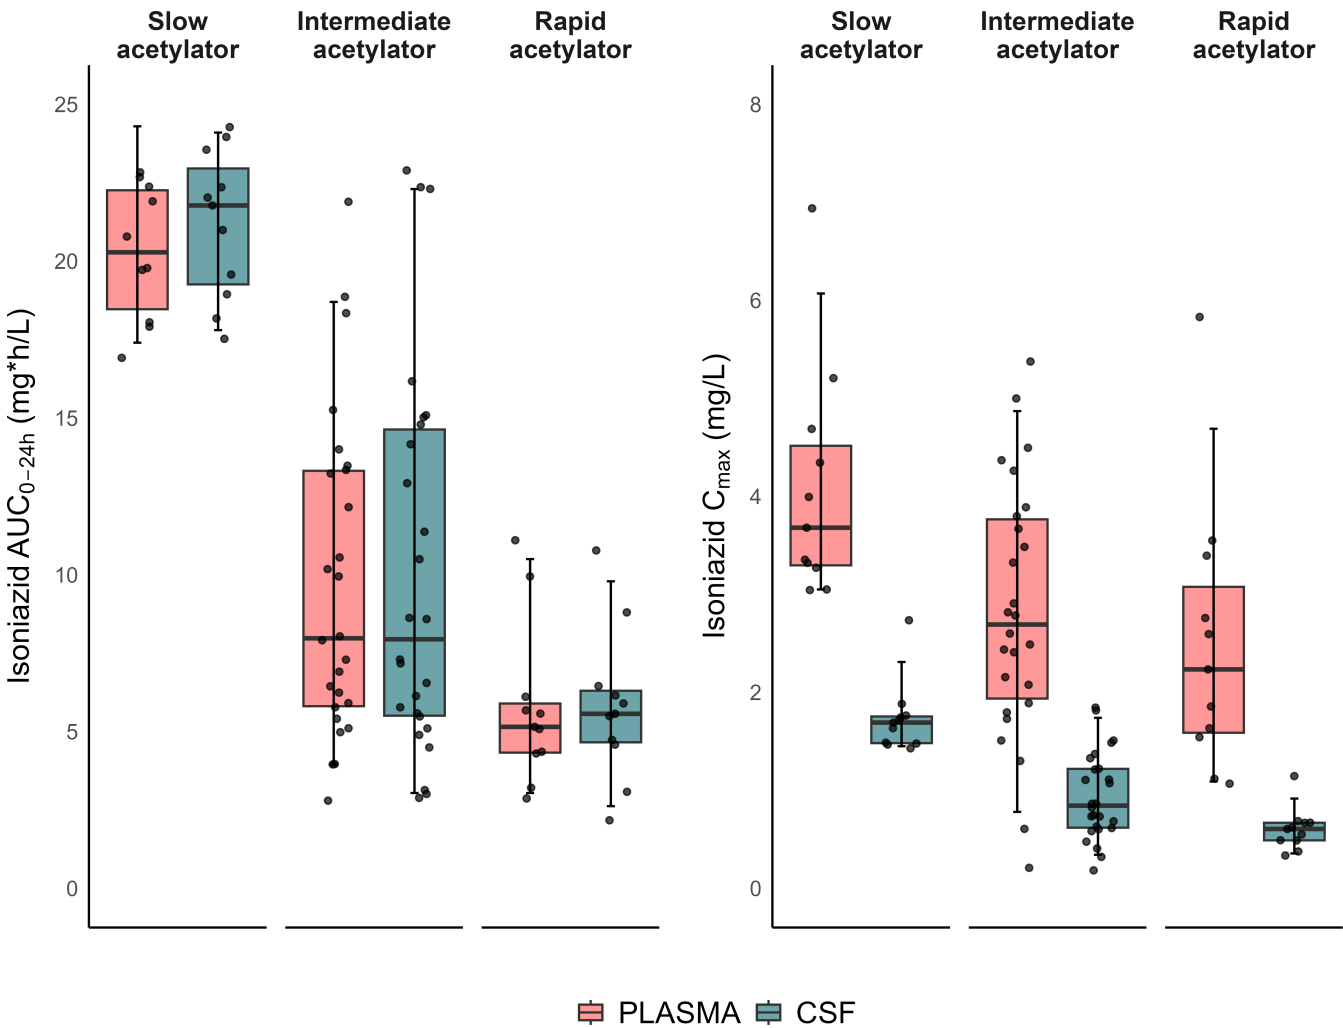 Slow
acetylator
Intermediate
acetylator
Rapid
acetylator
25
20
15
10
5
0
Isoniazid AUC0−24h (mg*h/L)
Slow
acetylator
Intermediate
acetylator
Rapid
acetylator
8
6
4
2
0
Isoniazid Cmax (mg/L)
PLASMA CSF